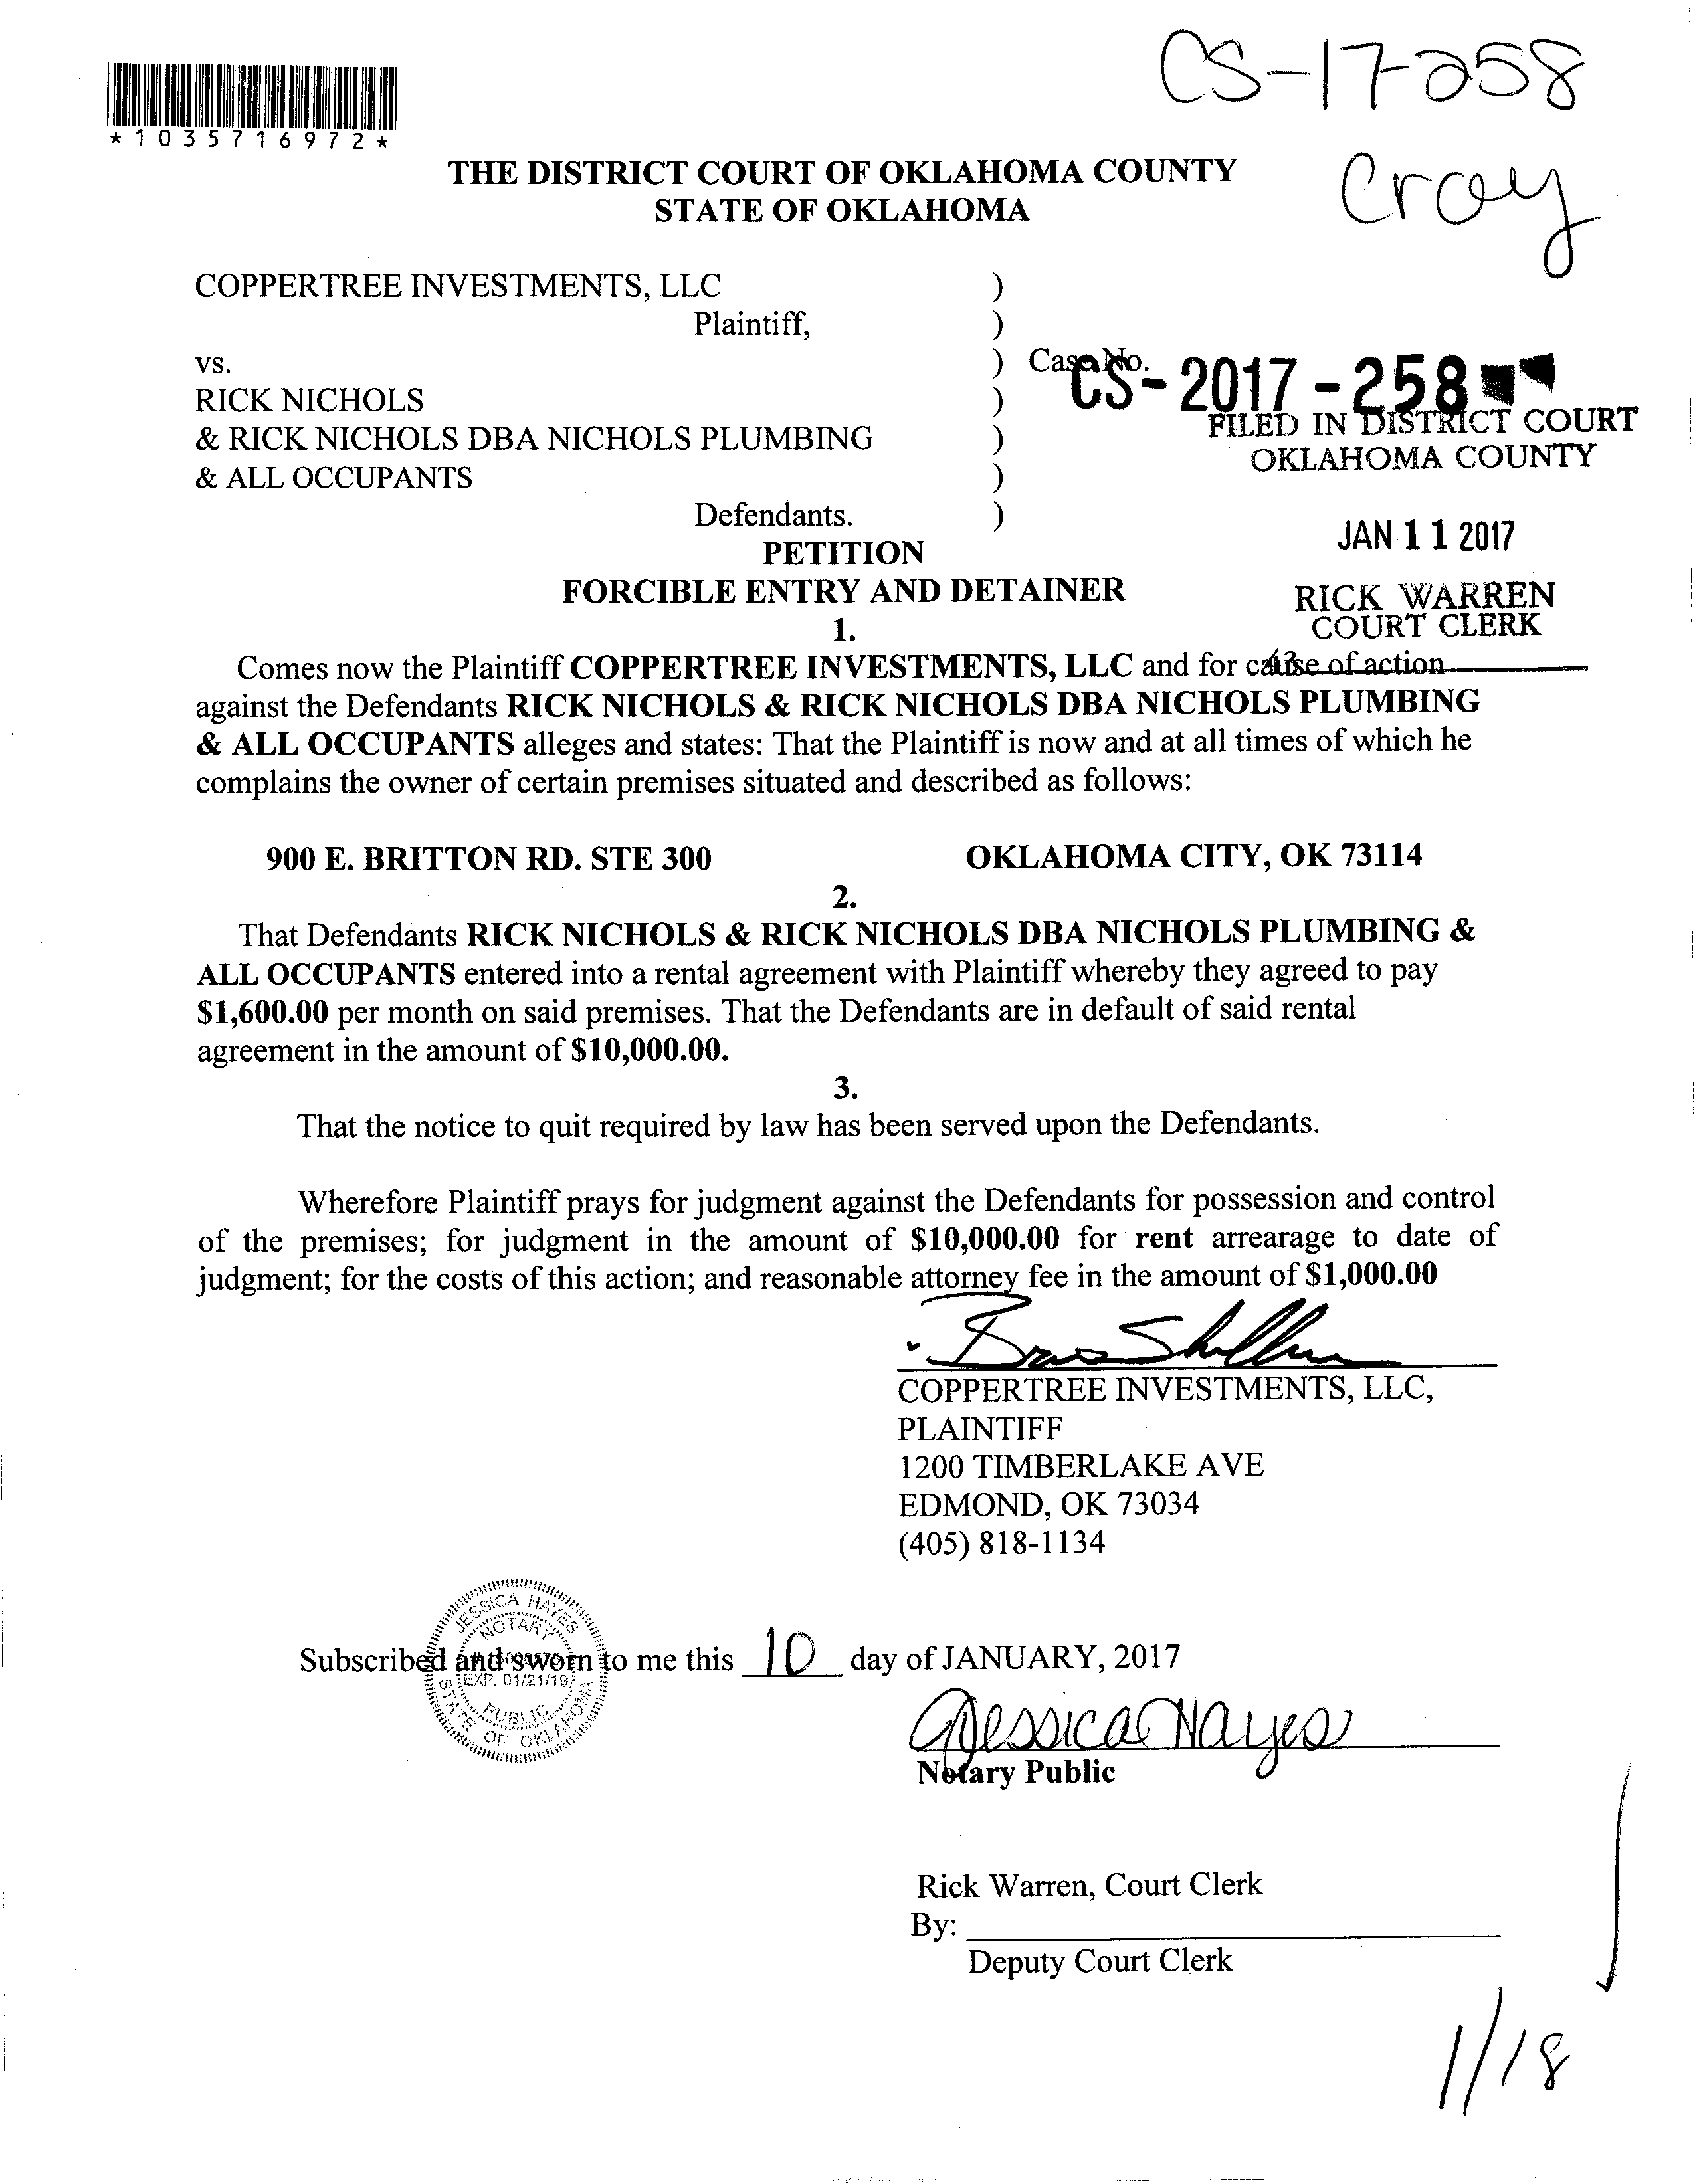 CS-17-258
Cray
*1035716972*
THE DISTRICT COURT OF OKLAHOMA COUNTY
STATE OF OKLAHOMA
COPPERTREE INVESTMENTS, LLC )
Plaintiff, )
vs. ) Case No. CS-2017-258
RICK NICHOLS )
& RICK NICHOLS DBA NICHOLS PLUMBING )
& ALL OCCUPANTS )
Defendants. )
FILED IN DISTRICT COURT
OKLAHOMA COUNTY
JAN 11 2017
RICK WARREN
COURT CLERK
PETITION
FORCIBLE ENTRY AND DETAINER
1.
Comes now the Plaintiff COPPERTREE INVESTMENTS, LLC and for cause of action
against the Defendants RICK NICHOLS & RICK NICHOLS DBA NICHOLS PLUMBING
& ALL OCCUPANTS alleges and states: That the Plaintiff is now and at all times of which he
complains the owner of certain premises situated and described as follows:
900 E. BRITTON RD. STE 300 OKLAHOMA CITY, OK 73114
2.
That Defendants RICK NICHOLS & RICK NICHOLS DBA NICHOLS PLUMBING &
ALL OCCUPANTS entered into a rental agreement with Plaintiff whereby they agreed to pay
$1,600.00 per month on said premises. That the Defendants are in default of said rental
agreement in the amount of $10,000.00.
3.
That the notice to quit required by law has been served upon the Defendants.
Wherefore Plaintiff prays for judgment against the Defendants for possession and control
of the premises; for judgment in the amount of $10,000.00 for rent arrearage to date of
judgment; for the costs of this action; and reasonable attorney fee in the amount of $1,000.00
COPPERTREE INVESTMENTS, LLC,
PLAINTIFF
1200 TIMBERLAKE AVE
EDMOND, OK 73034
(405) 818-1134
JESSICA HAYES
NOTARY
EXP. 01/21/19
PUBLIC
STATE OF OKLAHOMA
Subscribed and sworn to me this 10 day of JANUARY, 2017
Jessica Hayes
Notary Public
Rick Warren, Court Clerk
By:
Deputy Court Clerk
1/18